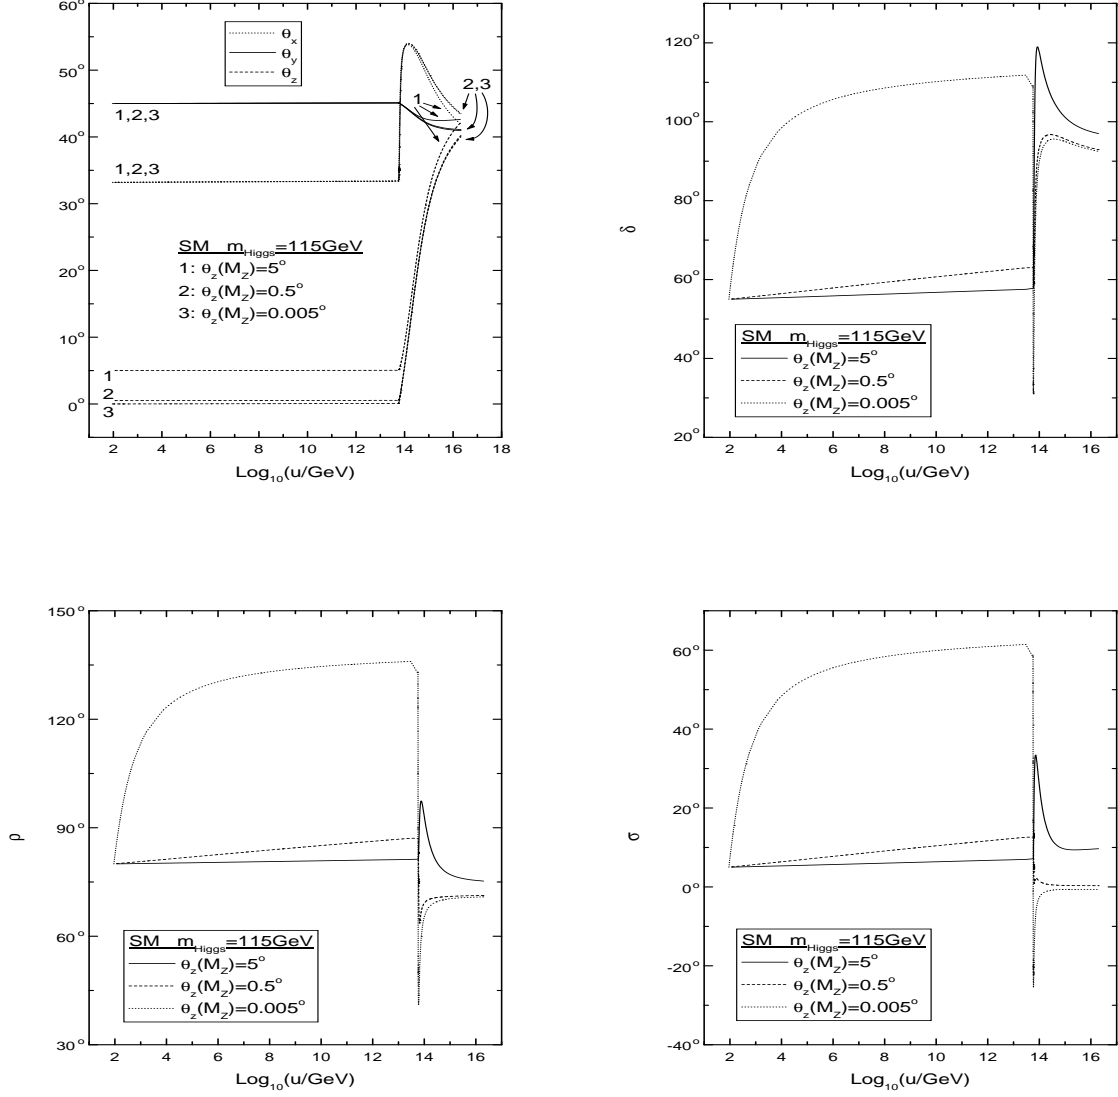 60°
50°
40°
30°
20°
10°
0°
θx
θy
θz
1
2,3
1,2,3
1,2,3
SM m_Higgs=115GeV
1: θz(MZ)=5°
2: θz(MZ)=0.5°
3: θz(MZ)=0.005°
1
2
3
2 4 6 8 10 12 14 16 18
Log10(u/GeV)
120°
100°
80°
60°
40°
20°
δ
SM m_Higgs=115GeV
θz(MZ)=5°
θz(MZ)=0.5°
θz(MZ)=0.005°
2 4 6 8 10 12 14 16
Log10(u/GeV)
150°
120°
90°
60°
30°
ρ
SM m_Higgs=115GeV
θz(MZ)=5°
θz(MZ)=0.5°
θz(MZ)=0.005°
2 4 6 8 10 12 14 16
Log10(u/GeV)
60°
40°
20°
0°
-20°
-40°
σ
SM m_Higgs=115GeV
θz(MZ)=5°
θz(MZ)=0.5°
θz(MZ)=0.005°
2 4 6 8 10 12 14 16
Log10(u/GeV)